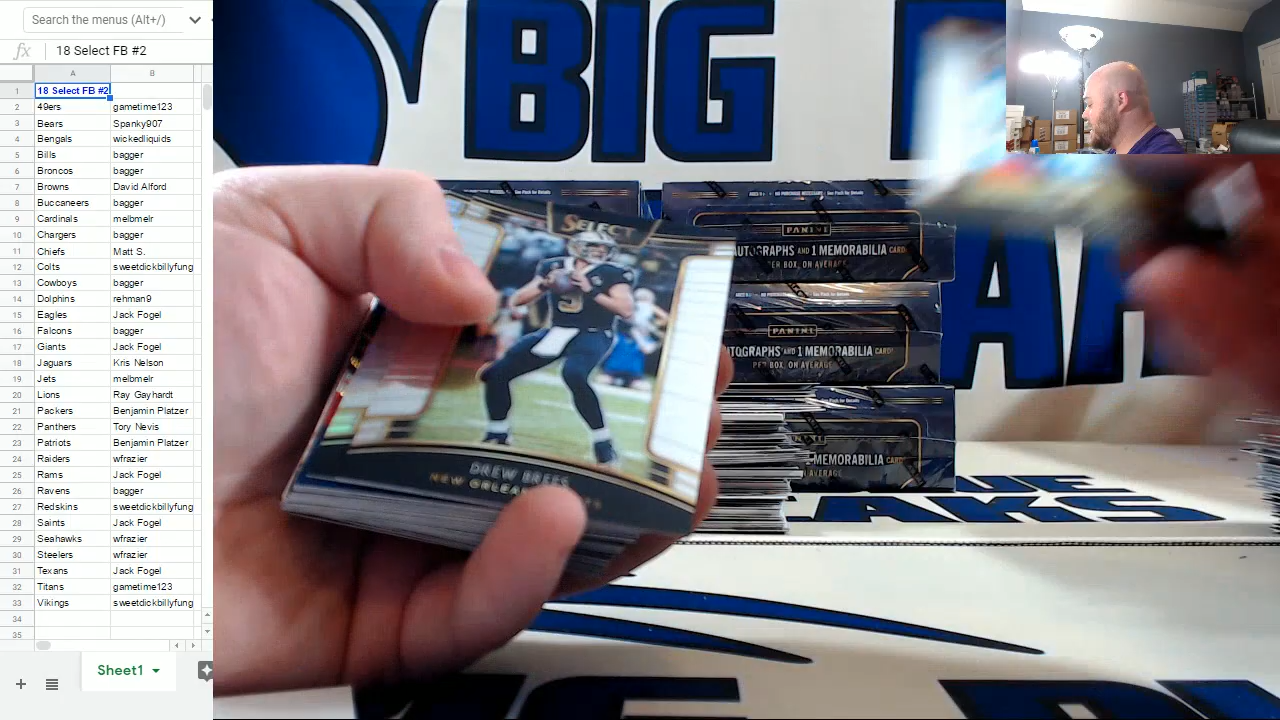 Search the menus (Alt+/)
fx 18 Select FB #2
A B
1 18 Select FB #2
2 49ers gametime123
3 Bears Spanky907
4 Bengals wickedliquids
5 Bills bagger
6 Broncos bagger
7 Browns David Alford
8 Buccaneers bagger
9 Cardinals melbmelr
10 Chargers bagger
11 Chiefs Matt S.
12 Colts sweetdickbillyfung
13 Cowboys bagger
14 Dolphins rehman9
15 Eagles Jack Fogel
16 Falcons bagger
17 Giants Jack Fogel
18 Jaguars Kris Ionson
19 Jets melbmelr
20 Lions Ray Gayhardt
21 Packers Benjamin Platzer
22 Panthers Tory Nevis
23 Patriots Benjamin Platzer
24 Raiders wfrazier
25 Rams Jack Fogel
26 Ravens bagger
27 Redskins sweetdickbillyfung
28 Saints Jack Fogel
29 Seahawks wfrazier
30 Steelers wfrazier
31 Texans Jack Fogel
32 Titans gametime123
33 Vikings sweetdickbillyfung
34
35
Sheet1
BIG
SELECT
9
DREW BREES
NEW
PANINI
AUTOGRAPHS AND 1 MEMORABILIA CARD
PER BOX, ON AVERAGE
PANINI
AUTOGRAPHS AND 1 MEMORABILIA CARD
PER BOX, ON AVERAGE
1 MEMORABILIA CARD
AVERAGE